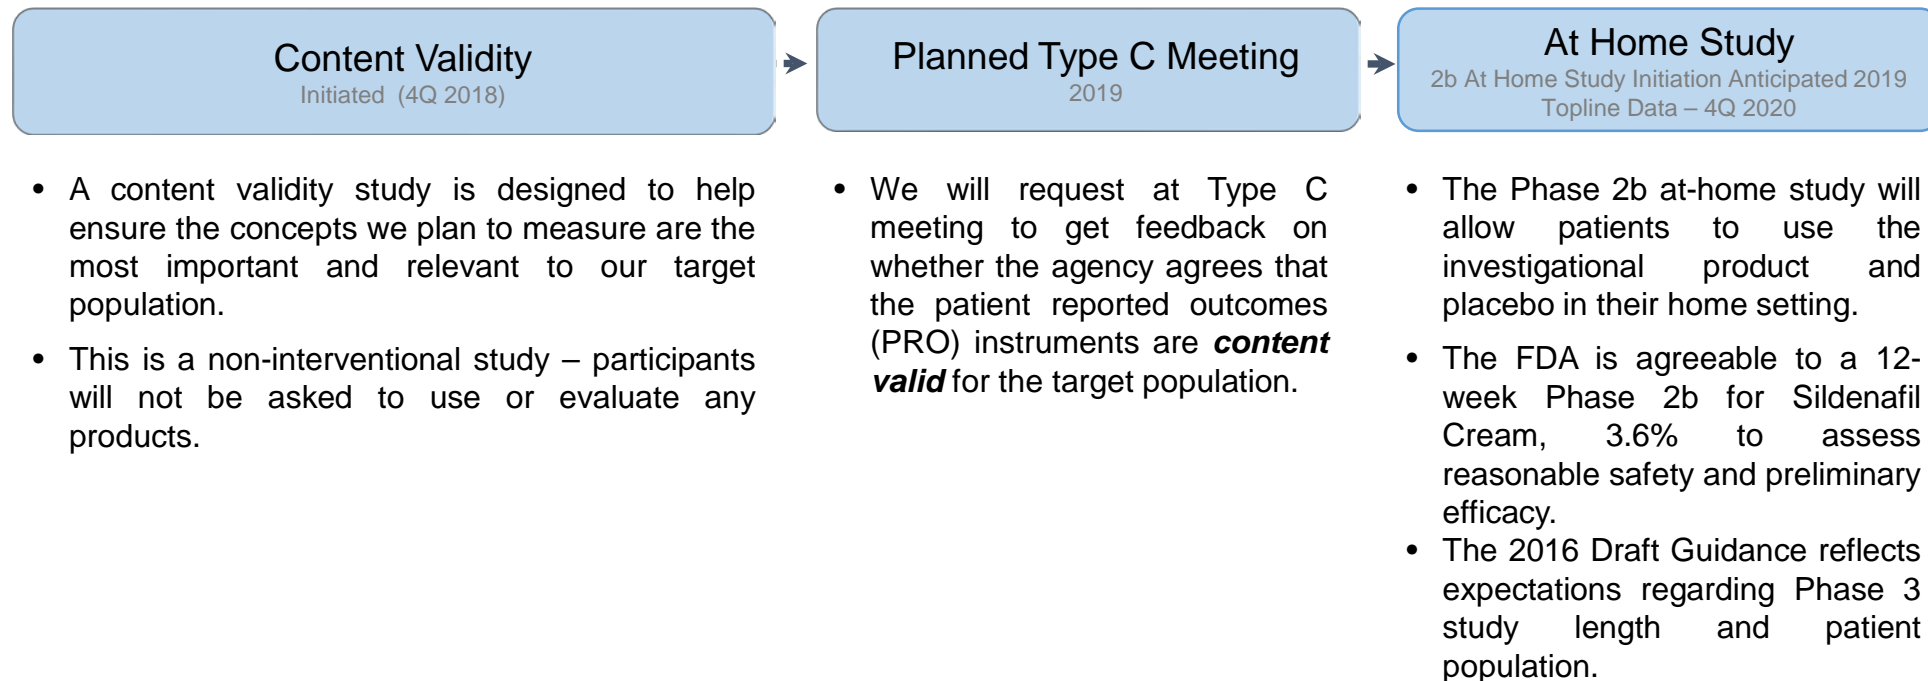 Content Validity
Initiated  (4Q 2018)
Planned Type C Meeting
2019
At Home Study
2b At Home Study Initiation Anticipated 2019
Topline Data – 4Q 2020
• A content validity study is designed to help
ensure the concepts we plan to measure are the
most important and relevant to our target
population.
• This is a non-interventional study – participants
will not be asked to use or evaluate any
products.
• We will request at Type C
meeting to get feedback on
whether the agency agrees that
the patient reported outcomes
(PRO) instruments are content
valid for the target population.
• The Phase 2b at-home study will
allow patients to use the
investigational product and
placebo in their home setting.
• The FDA is agreeable to a 12-
week Phase 2b for Sildenafil
Cream, 3.6% to assess
reasonable safety and preliminary
efficacy.
• The 2016 Draft Guidance reflects
expectations regarding Phase 3
study length and patient
population.